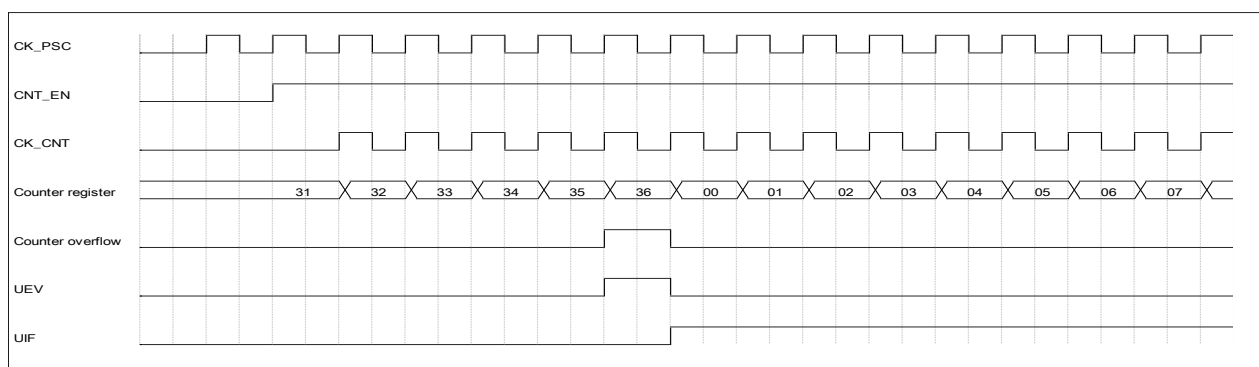 CK_PSC
CNT_EN
CK_CNT
Counter register 31 32 33 34 35 36 00 01 02 03 04 05 06 07
Counter overflow
UEV
UIF